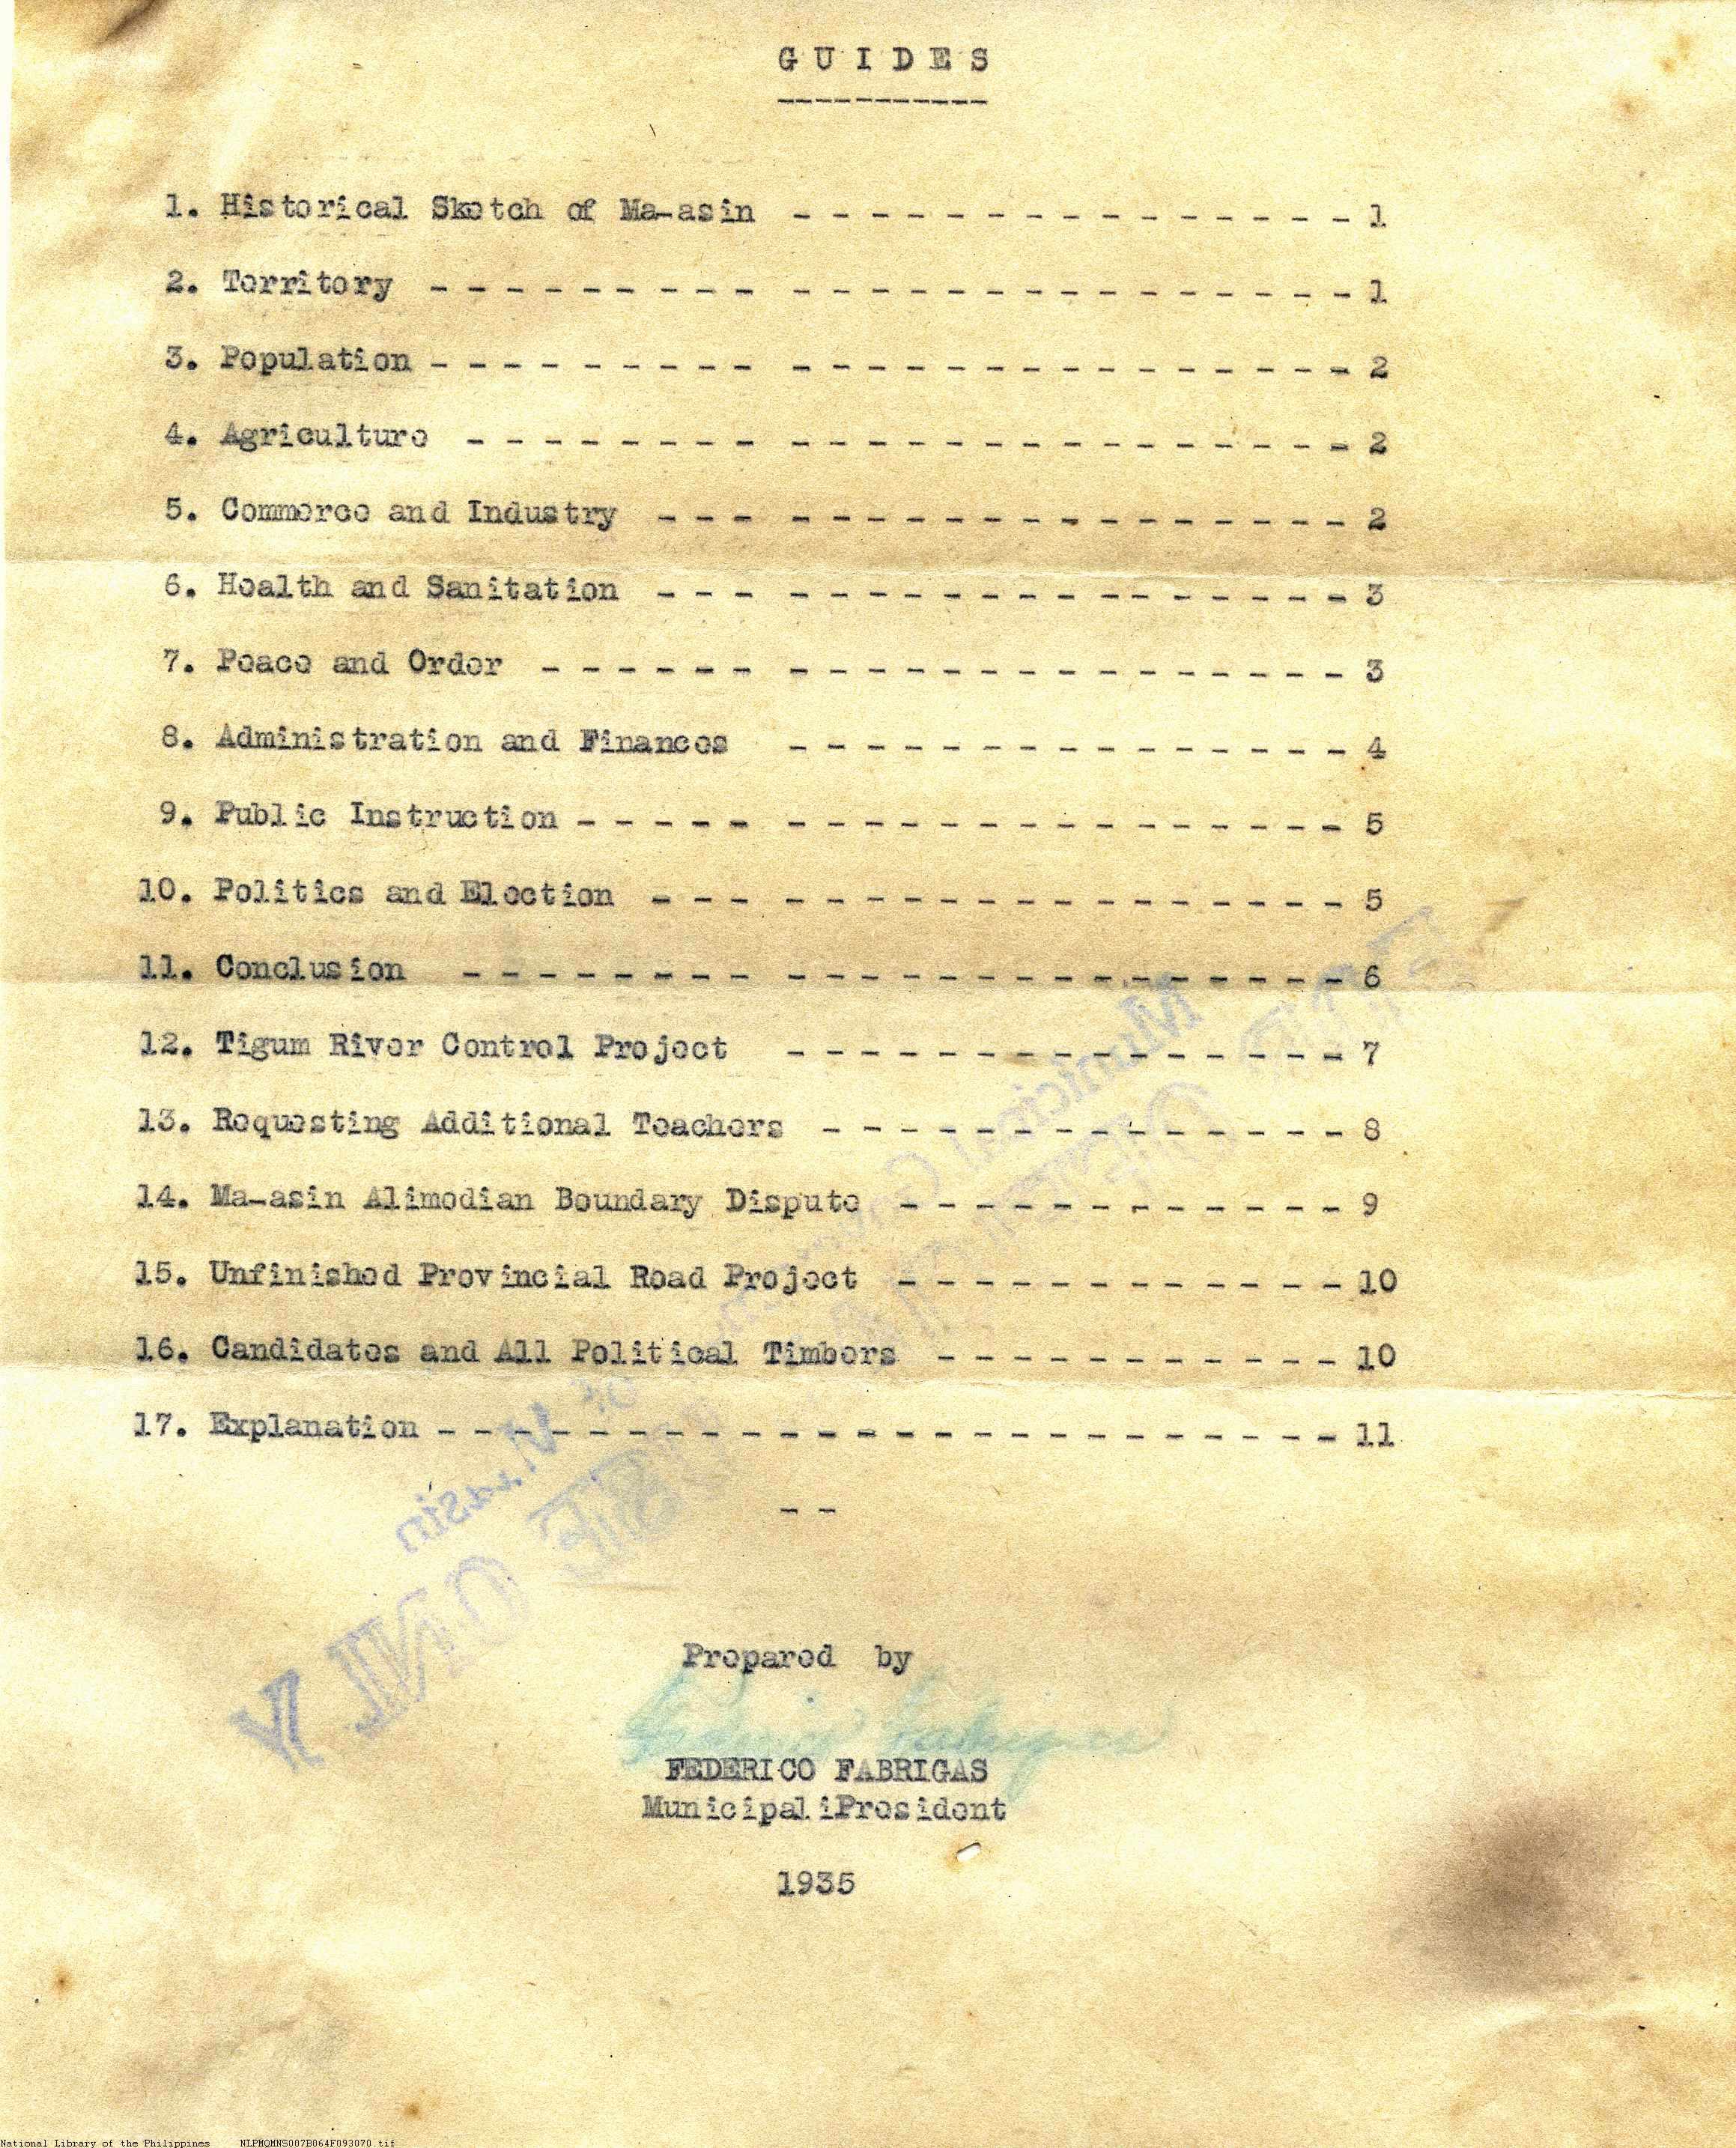 GUIDES
-----------
1. Historical Sketch of Ma-asin - - - - - - - - - - - - - - - 1
2. Territory - - - - - - - - - - - - - - - - - - - - - - - - 1
3. Population - - - - - - - - - - - - - - - - - - - - - - - - 2
4. Agriculture - - - - - - - - - - - - - - - - - - - - - - - 2
5. Commerce and Industry - - - - - - - - - - - - - - - - - - 2
6. Health and Sanitation - - - - - - - - - - - - - - - - - - 3
7. Peace and Order - - - - - - - - - - - - - - - - - - - - - 3
8. Administration and Finances - - - - - - - - - - - - - - - 4
9. Public Instruction - - - - - - - - - - - - - - - - - - - - 5
10. Politics and Election - - - - - - - - - - - - - - - - - - 5
11. Conclusion - - - - - - - - - - - - - - - - - - - - - - - 6
12. Tigum River Control Project - - - - - - - - - - - - - - - 7
13. Requesting Additional Teachers - - - - - - - - - - - - - - 8
14. Ma-asin Alimodian Boundary Dispute - - - - - - - - - - - - 9
15. Unfinished Provincial Road Project - - - - - - - - - - - - 10
16. Candidates and All Political Timbers - - - - - - - - - - - 10
17. Explanation - - - - - - - - - - - - - - - - - - - - - - - - 11
- -
Prepared by
FEDERICO FABRIGAS
Municipal iPresident
1935
National Library of the Philippines NLPMQMNS007B064F093070.tif